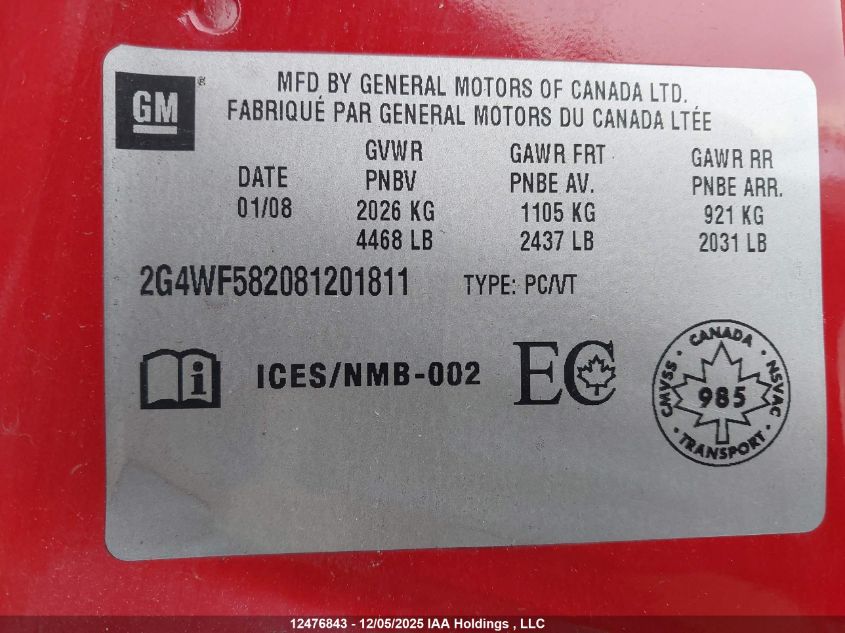 GM®
MFD BY GENERAL MOTORS OF CANADA LTD.
FABRIQUÉ PAR GENERAL MOTORS DU CANADA LTÉE
DATE
01/08
GVWR
PNBV
2026 KG
4468 LB
GAWR FRT
PNBE AV.
1105 KG
2437 LB
GAWR RR
PNBE ARR.
921 KG
2031 LB
2G4WF582081201811 TYPE: PC/VT
i ICES/NMB-002 EC
CANADA
CMVSS · NSVAC
985
TRANSPORT
12476843 - 12/05/2025 IAA Holdings , LLC